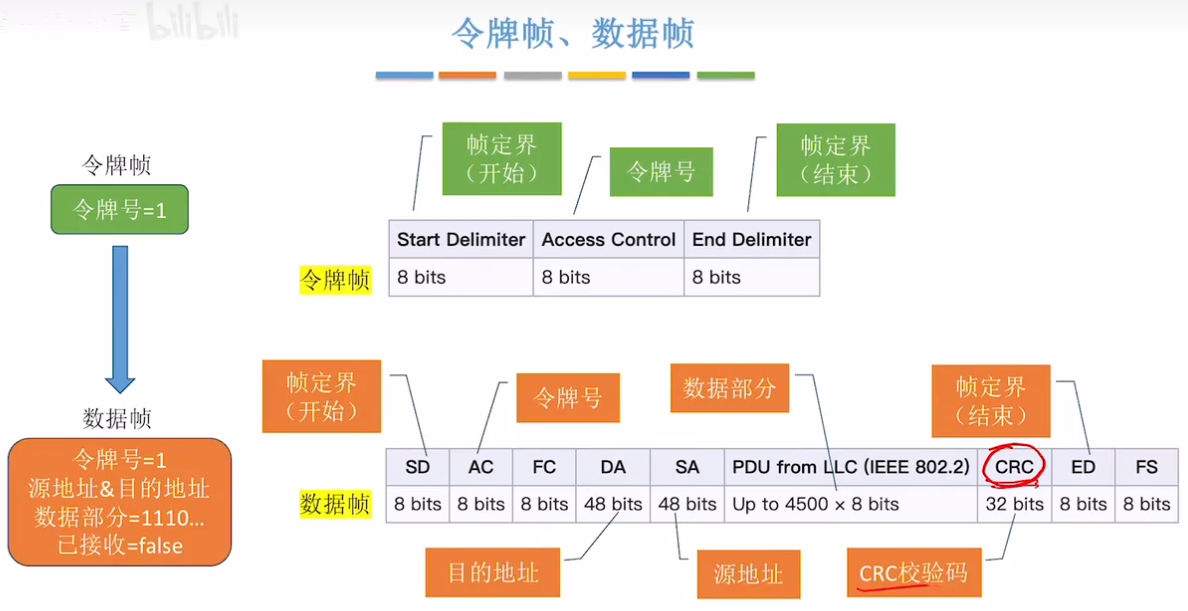 bilibili
令牌帧、数据帧
令牌帧
令牌号=1
数据帧
令牌号=1
源地址&目的地址
数据部分=1110...
已接收=false
帧定界
（开始）
令牌号
帧定界
（结束）
Start Delimiter Access Control End Delimiter
令牌帧 8 bits 8 bits 8 bits
帧定界
（开始）
令牌号
数据部分
帧定界
（结束）
SD AC FC DA SA PDU from LLC (IEEE 802.2) CRC ED FS
数据帧 8 bits 8 bits 8 bits 48 bits 48 bits Up to 4500 × 8 bits 32 bits 8 bits 8 bits
目的地址
源地址
CRC校验码